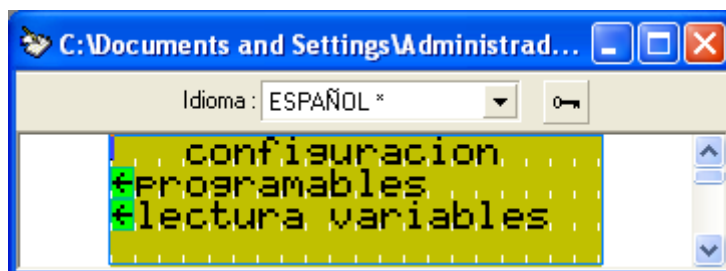 C:\Documents and Settings\Administrad...
Idioma : ESPAÑOL *
configuracion
←programables
←lectura variables